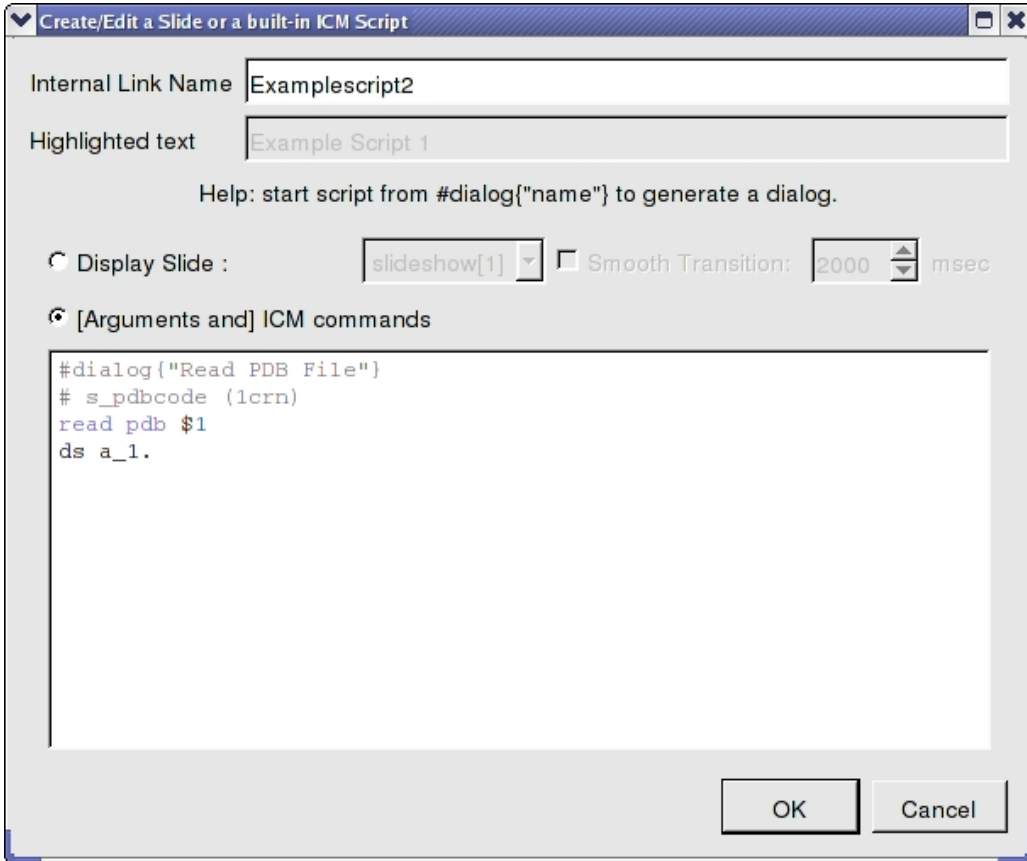 Create/Edit a Slide or a built-in ICM Script
Internal Link Name Examplescript2
Highlighted text Example Script 1
Help: start script from #dialog{"name"} to generate a dialog.
Display Slide : slideshow[1] Smooth Transition: 2000 msec
[Arguments and] ICM commands
#dialog{"Read PDB File"}
# s_pdbcode (1crn)
read pdb $1
ds a_1.
OK Cancel